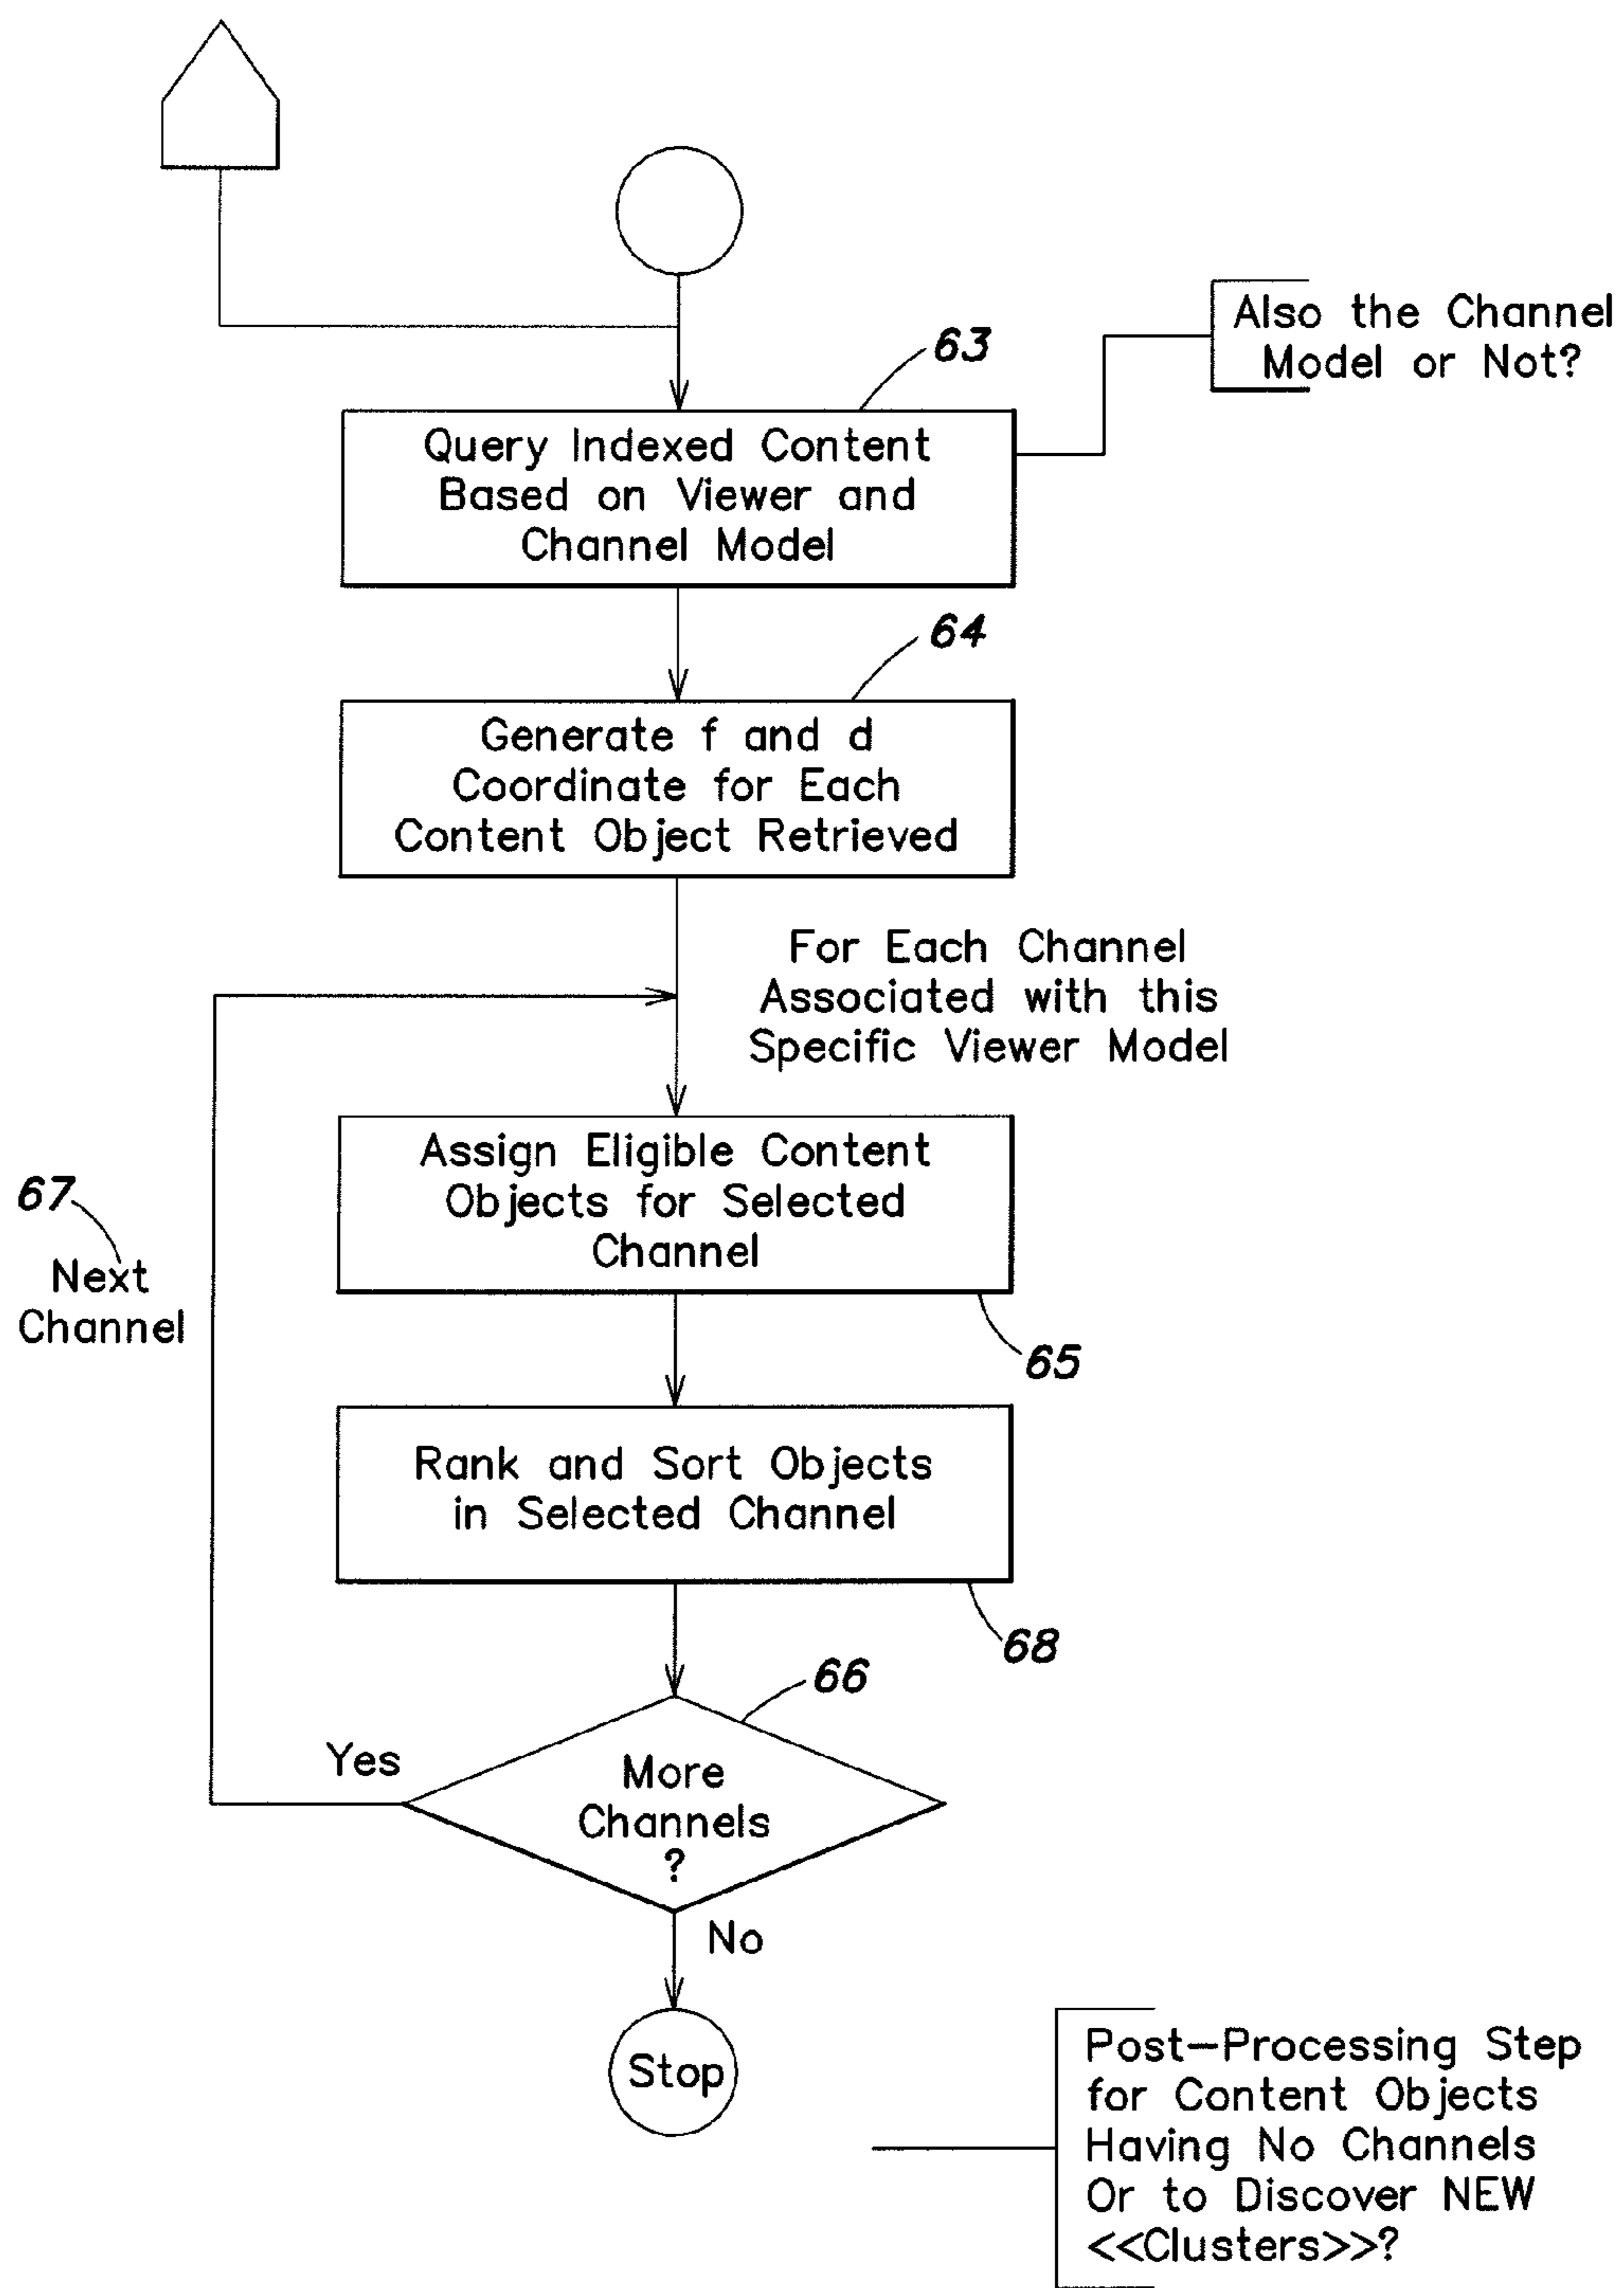 Also the Channel
Model or Not?
63
Query Indexed Content
Based on Viewer and
Channel Model
64
Generate f and d
Coordinate for Each
Content Object Retrieved
For Each Channel
Associated with this
Specific Viewer Model
67
Next
Channel
Assign Eligible Content
Objects for Selected
Channel
65
Rank and Sort Objects
in Selected Channel
68
66
Yes
More
Channels
?
No
Stop
Post-Processing Step
for Content Objects
Having No Channels
Or to Discover NEW
<<Clusters>>?